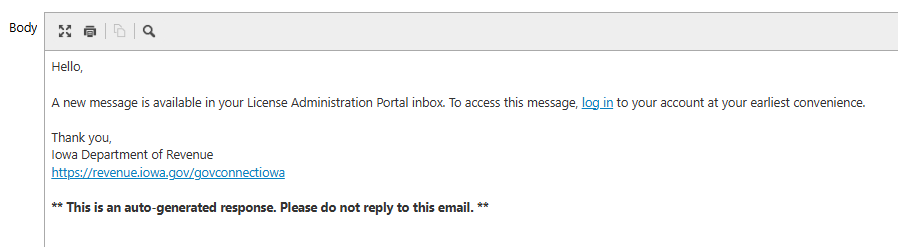 Body
Hello,
A new message is available in your License Administration Portal inbox. To access this message, log in to your account at your earliest convenience.
Thank you,
Iowa Department of Revenue
https://revenue.iowa.gov/govconnectiowa
** This is an auto-generated response. Please do not reply to this email. **